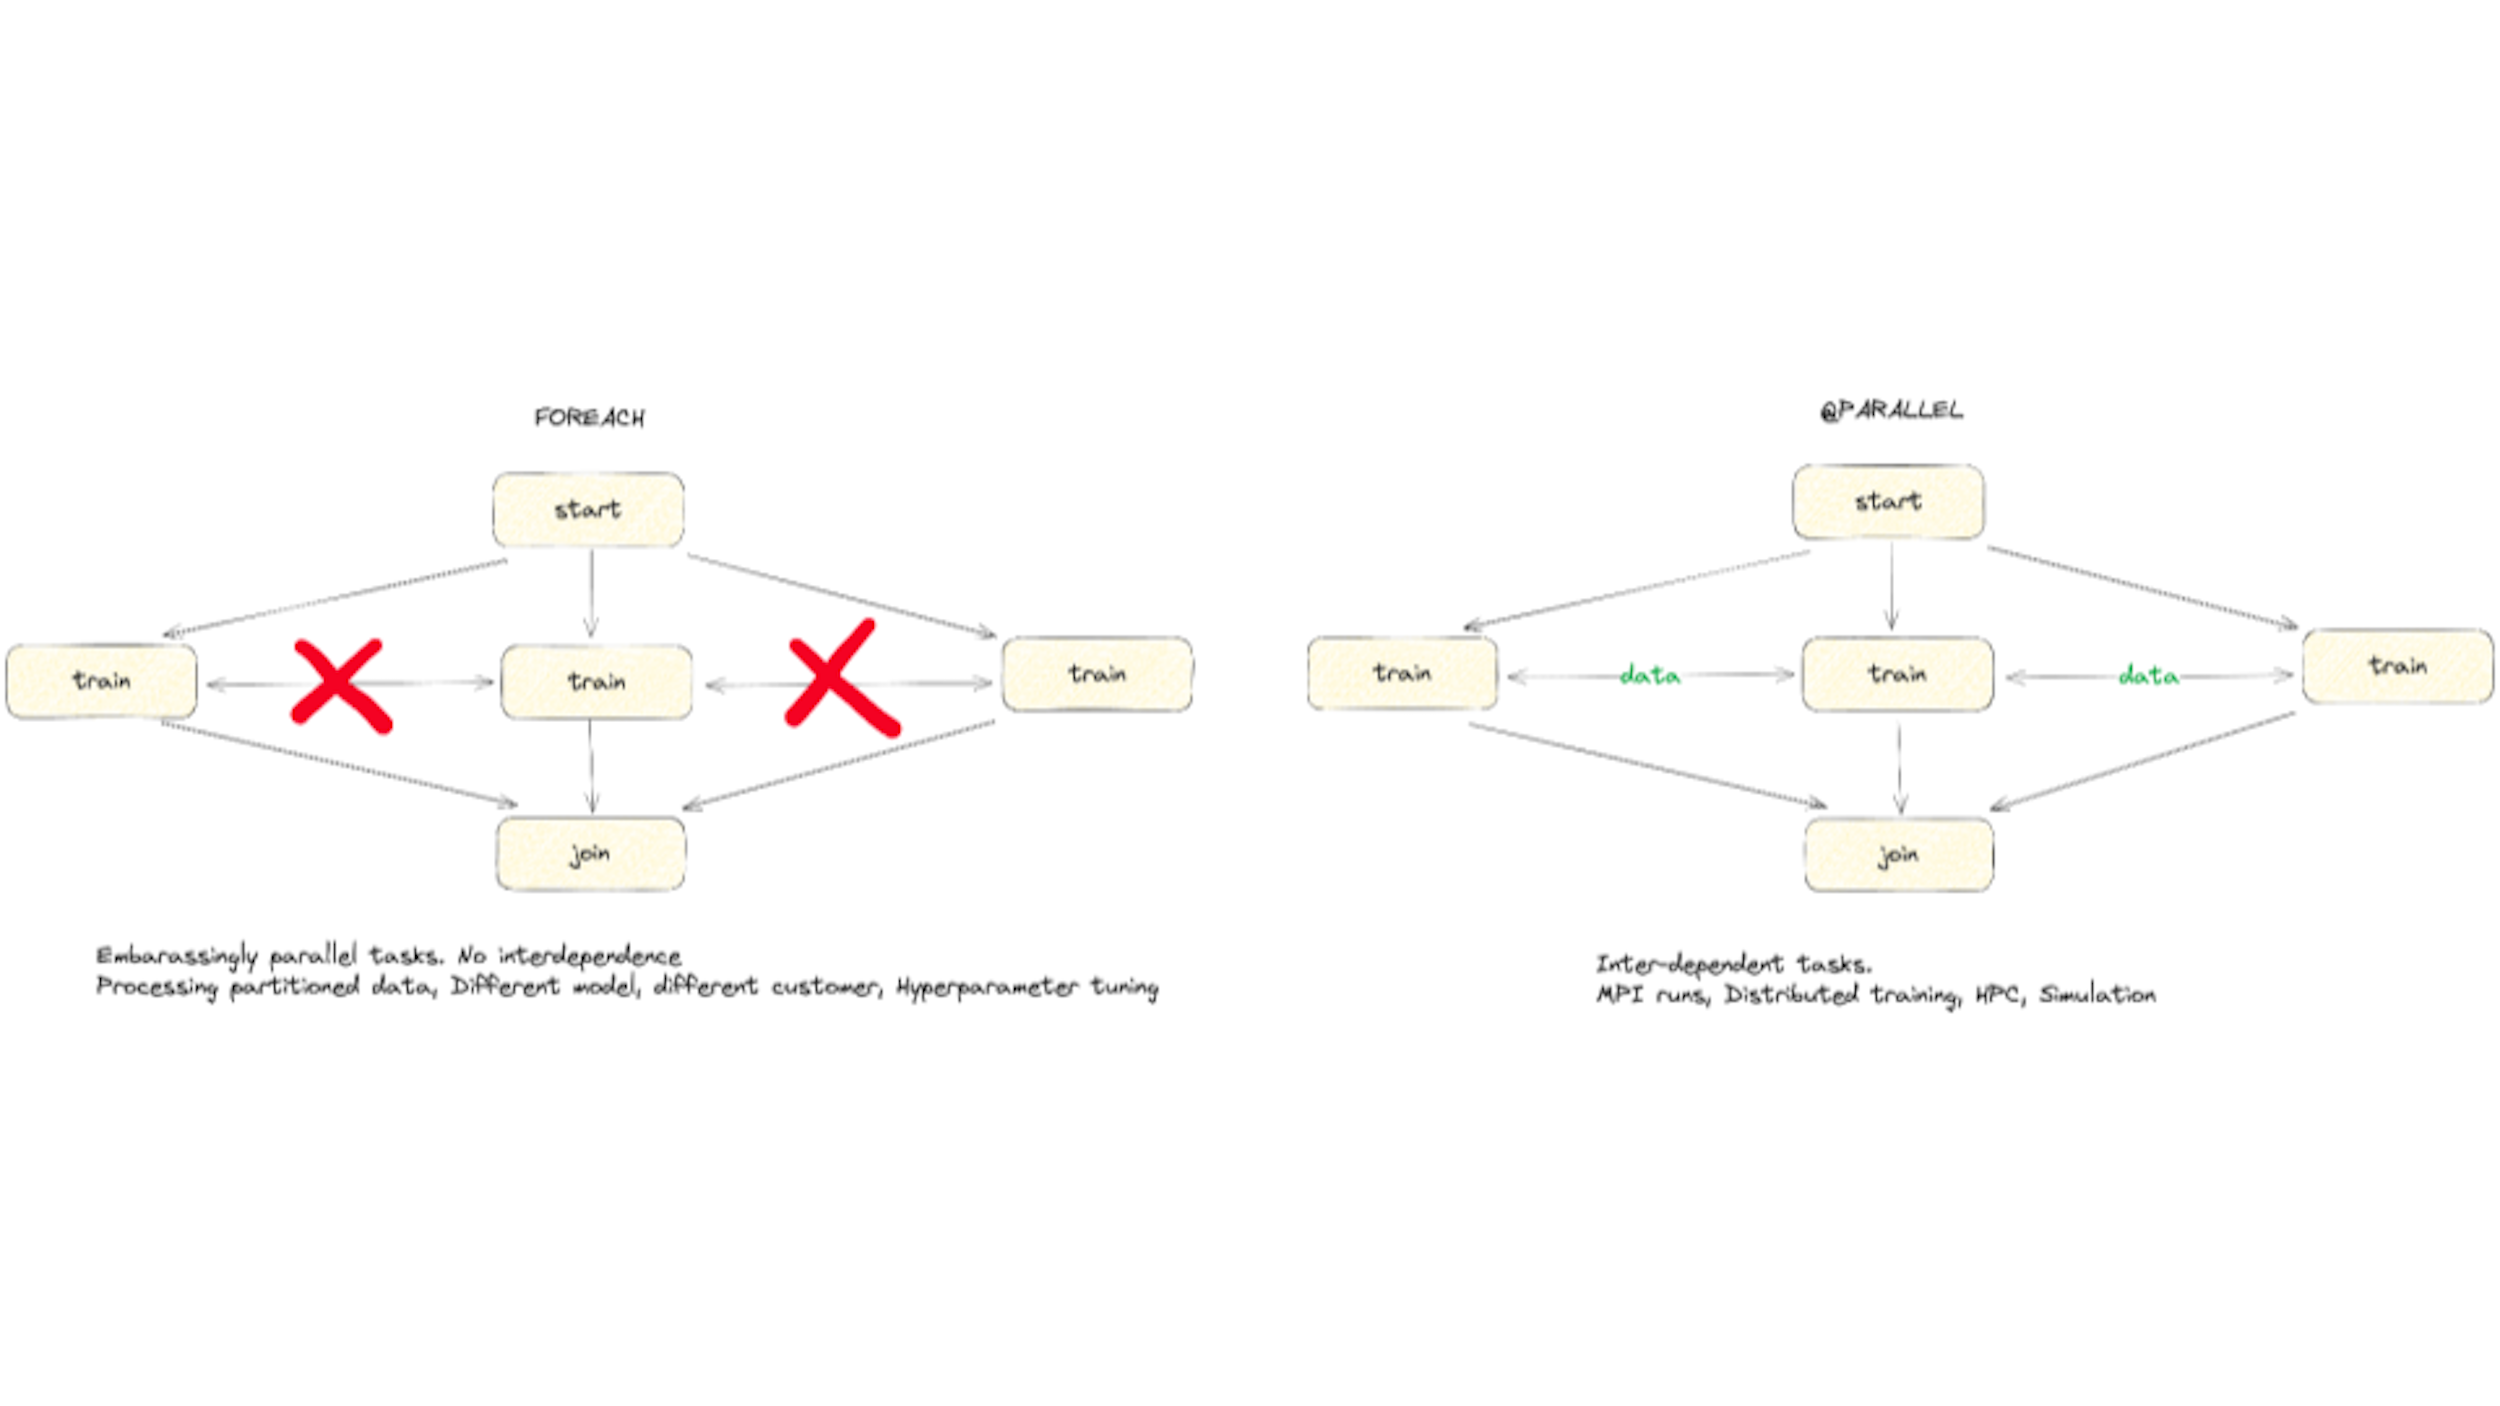 FOREACH
start
train
train
train
join
Embarassingly parallel tasks. No interdependence
Processing partitioned data, Different model, different customer, Hyperparameter tuning
@PARALLEL
start
train
data
train
data
train
join
Inter-dependent tasks.
MPI runs, Distributed training, HPC, Simulation